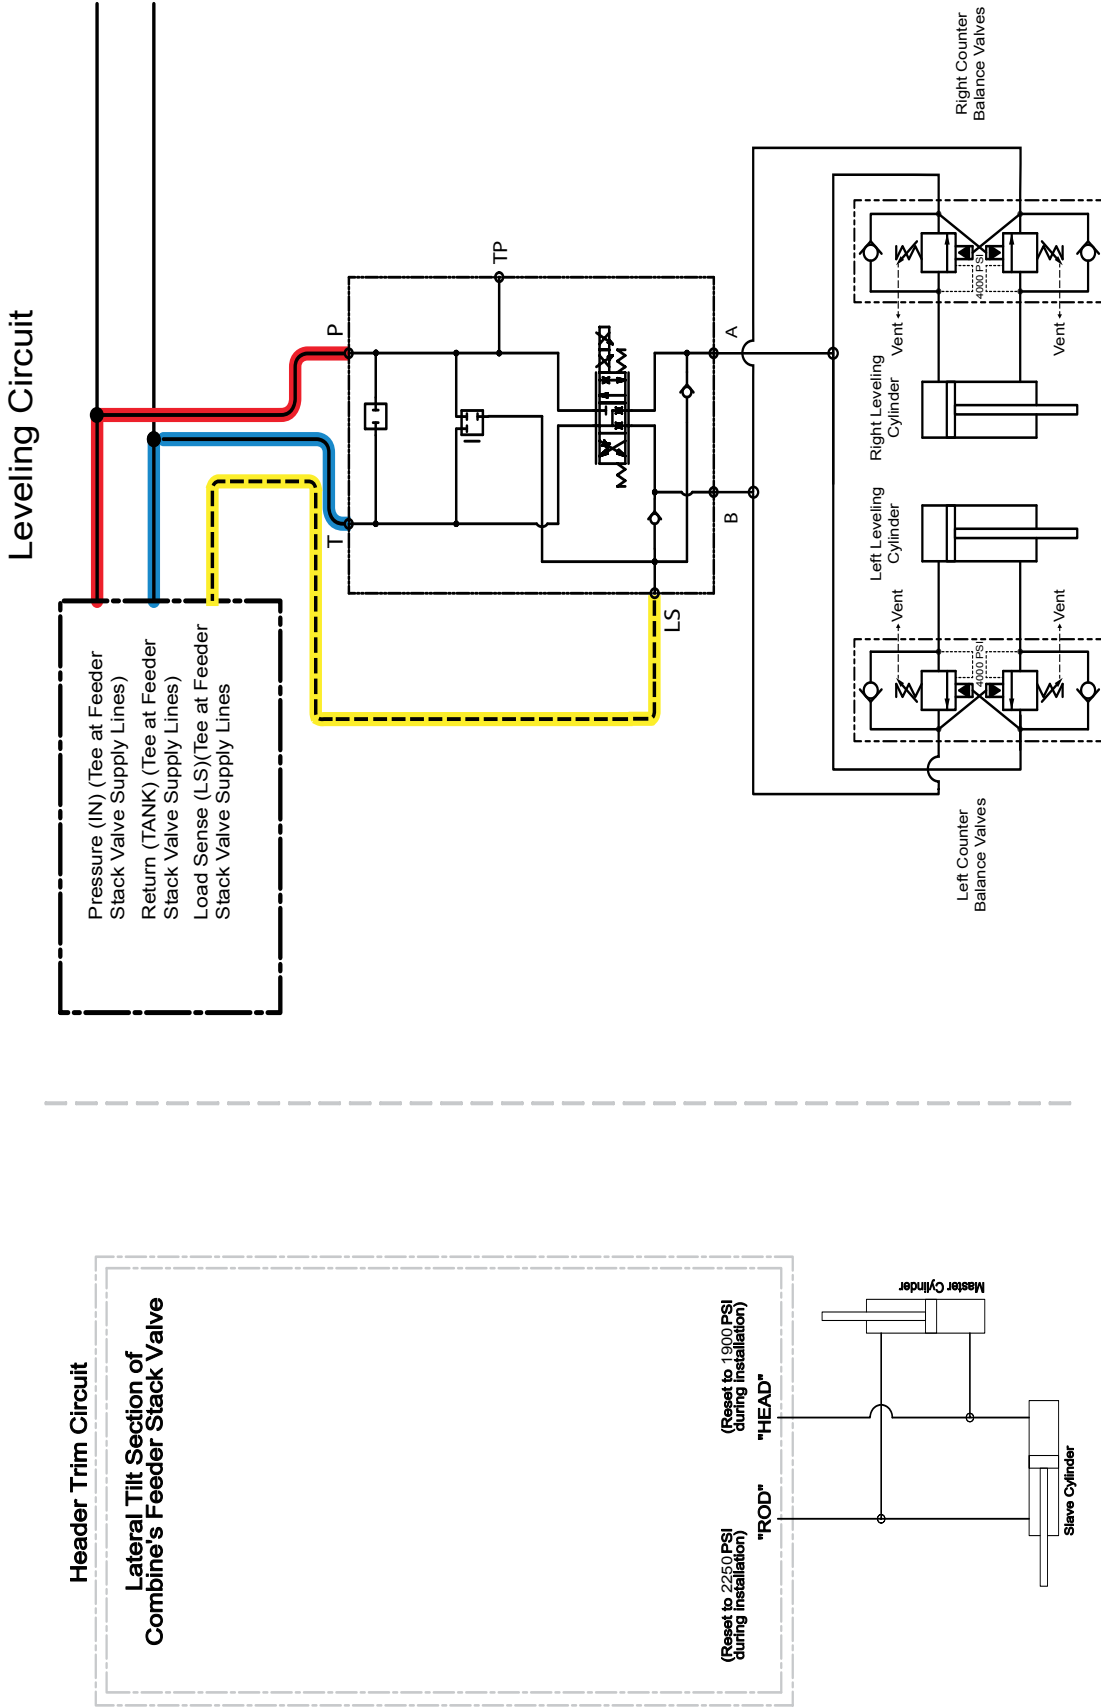 Leveling Circuit
Pressure (IN) (Tee at Feeder
Stack Valve Supply Lines)
Return (TANK) (Tee at Feeder
Stack Valve Supply Lines)
Load Sense (LS)(Tee at Feeder
Stack Valve Supply Lines
T
P
TP
LS
B
A
Left Counter
Balance Valves
Vent
Vent
4000 PSI
Left Leveling
Cylinder
Right Leveling
Cylinder
Vent
Vent
4000 PSI
Right Counter
Balance Valves
Header Trim Circuit
Lateral Tilt Section of
Combine's Feeder Stack Valve
(Reset to 2250 PSI
during installation)
"ROD"
(Reset to 1900 PSI
during installation)
"HEAD"
Master Cylinder
Slave Cylinder